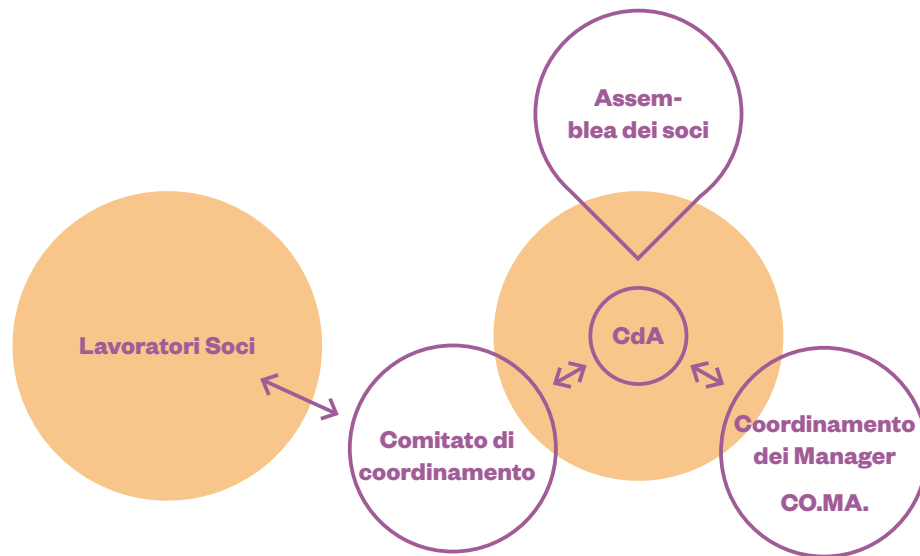 Assem-
blea dei soci
Lavoratori Soci
CdA
Comitato di
coordinamento
Coordinamento
dei Manager
CO.MA.